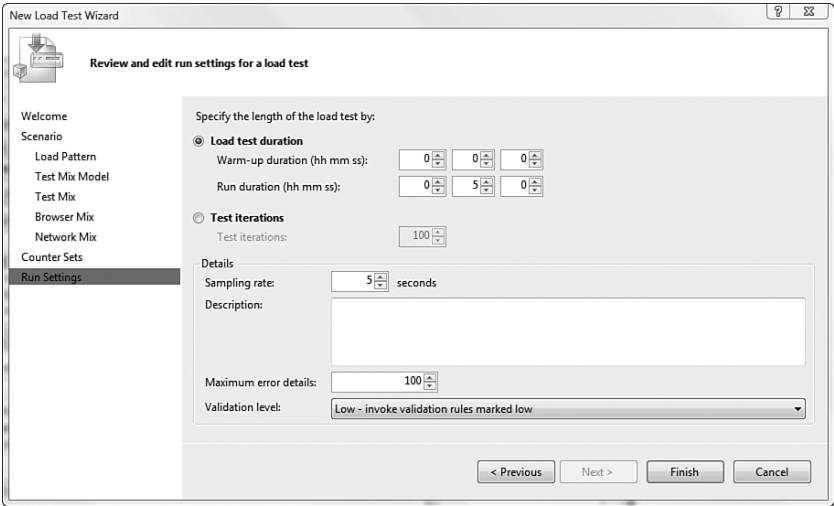 New Load Test Wizard
Review and edit run settings for a load test
Welcome
Scenario
Load Pattern
Test Mix Model
Test Mix
Browser Mix
Network Mix
Counter Sets
Run Settings
Specify the length of the load test by:
Load test duration
Warm-up duration (hh mm ss): 0 0 0
Run duration (hh mm ss): 0 5 0
Test iterations
Test iterations: 100
Details
Sampling rate: 5 seconds
Description:
Maximum error details: 100
Validation level: Low - invoke validation rules marked low
< Previous Next > Finish Cancel